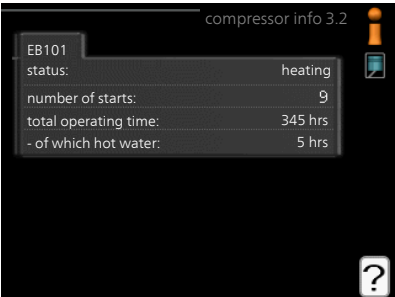 compressor info 3.2
EB101
status: heating
number of starts: 9
total operating time: 345 hrs
- of which hot water: 5 hrs
?